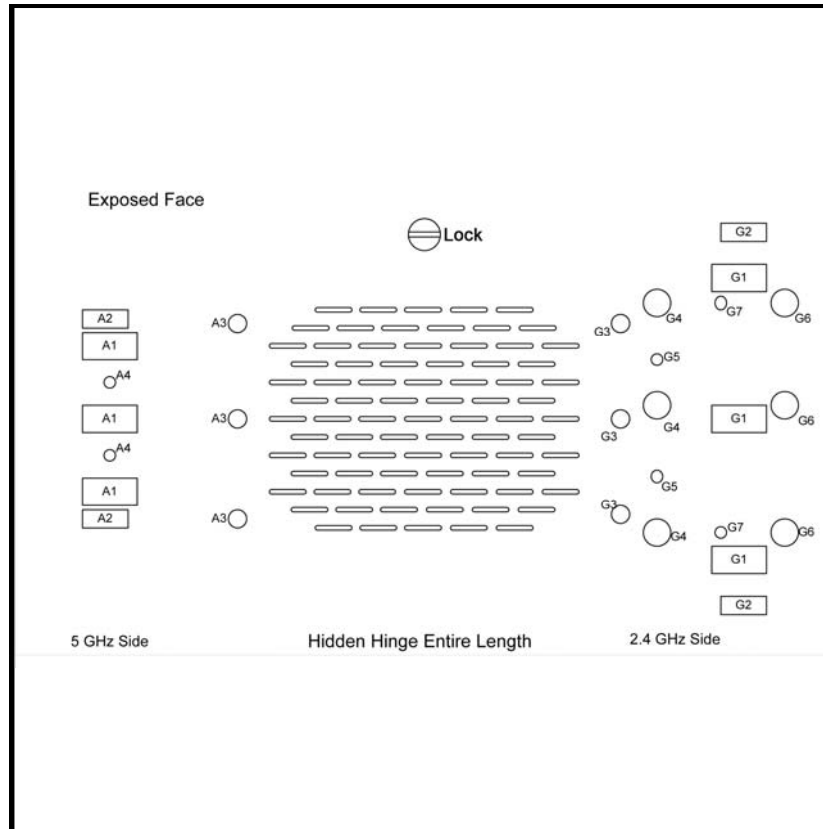 Exposed Face
Lock
G2
G1
A2
A3
G3
G4
G7
G6
A1
G5
A4
A1
A3
G3
G4
G1
G6
A4
G5
A1
A2
A3
G3
G4
G7
G6
G1
G2
5 GHz Side
Hidden Hinge Entire Length
2.4 GHz Side